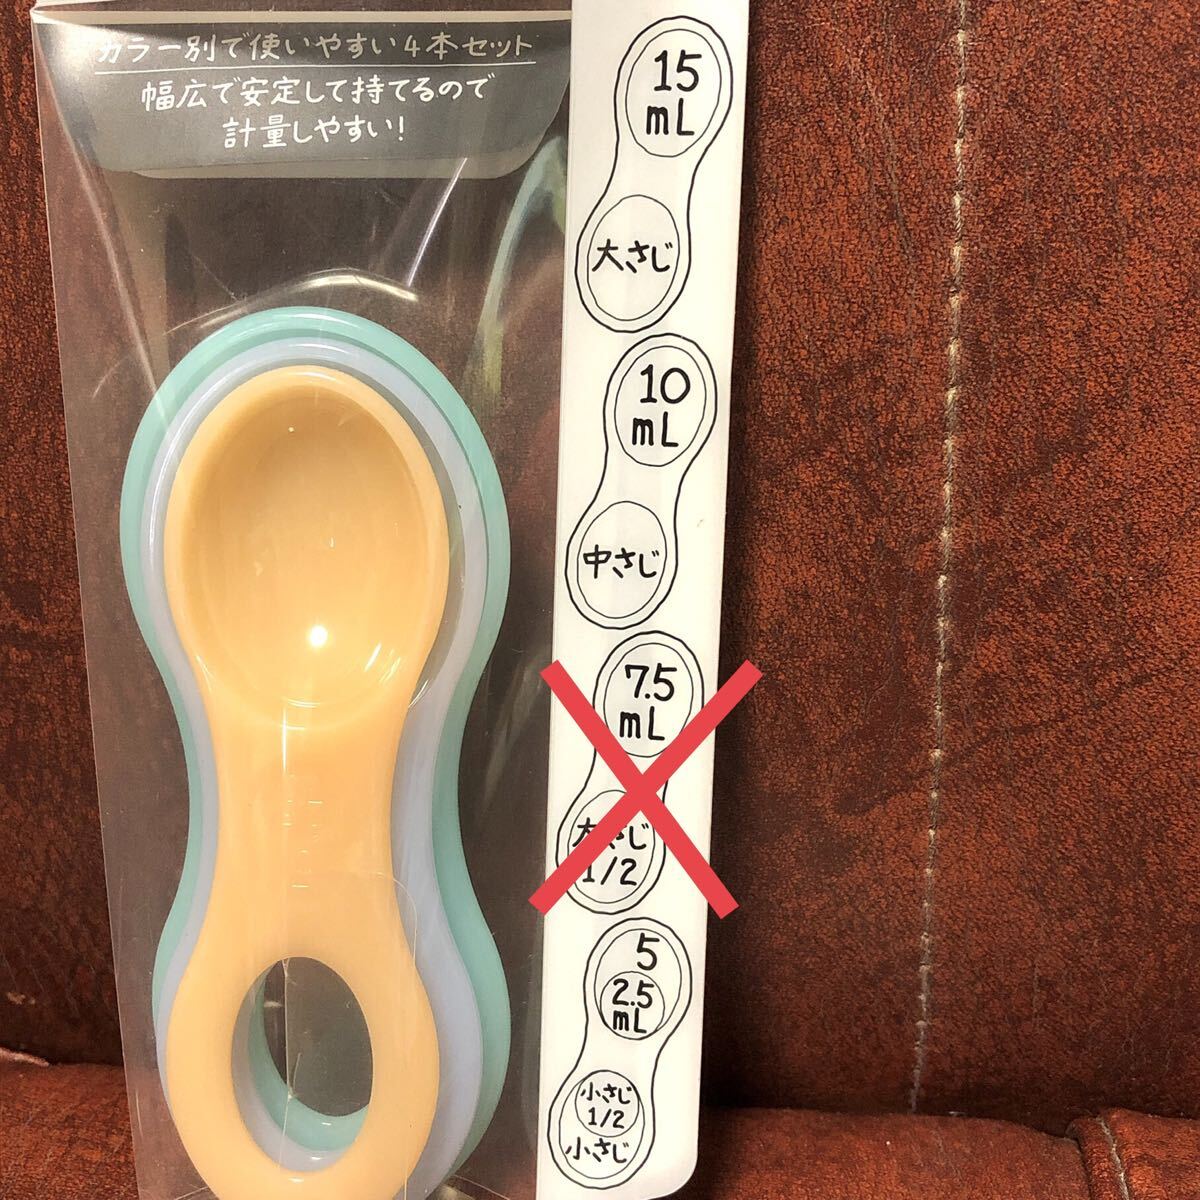 カラー別で使いやすい4本セット
幅広で安定して持てるので
計量しやすい!
15
mL
大さじ
10
mL
中さじ
7.5
mL
大さじ
1/2
5
2.5
mL
小さじ
1/2
小さじ